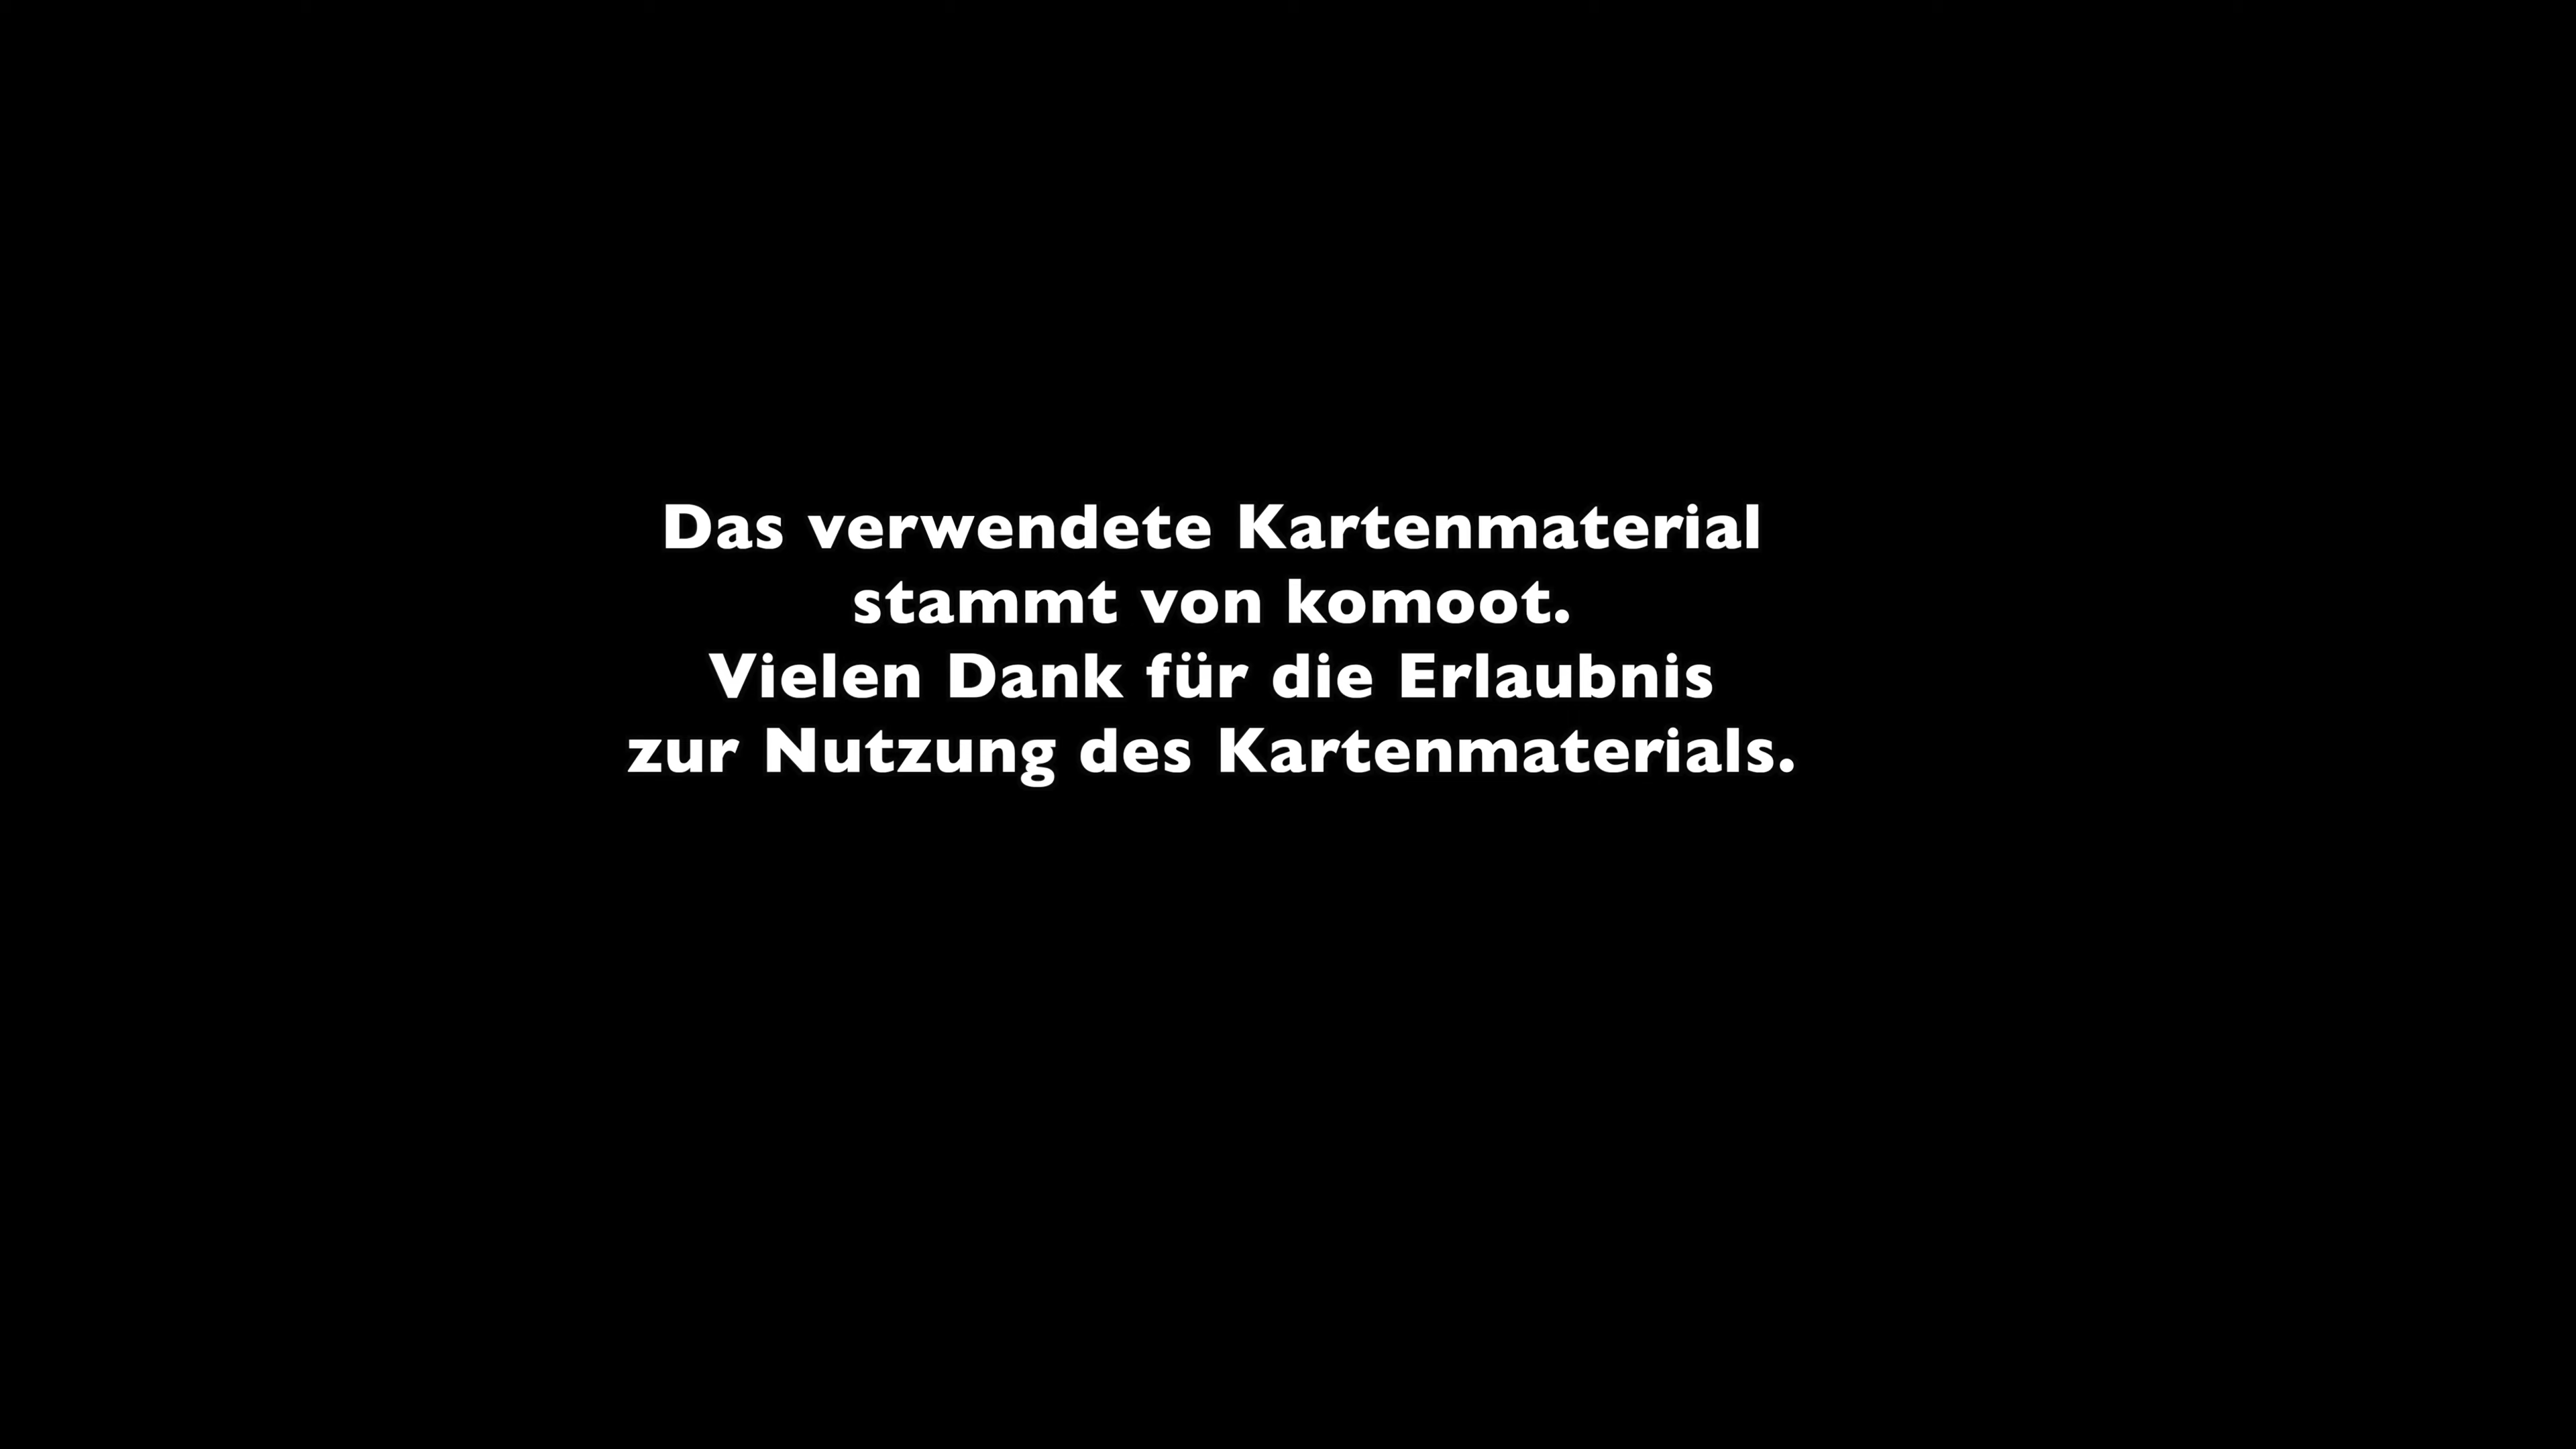 Das verwendete Kartenmaterial
stammt von komoot.
Vielen Dank für die Erlaubnis
zur Nutzung des Kartenmaterials.